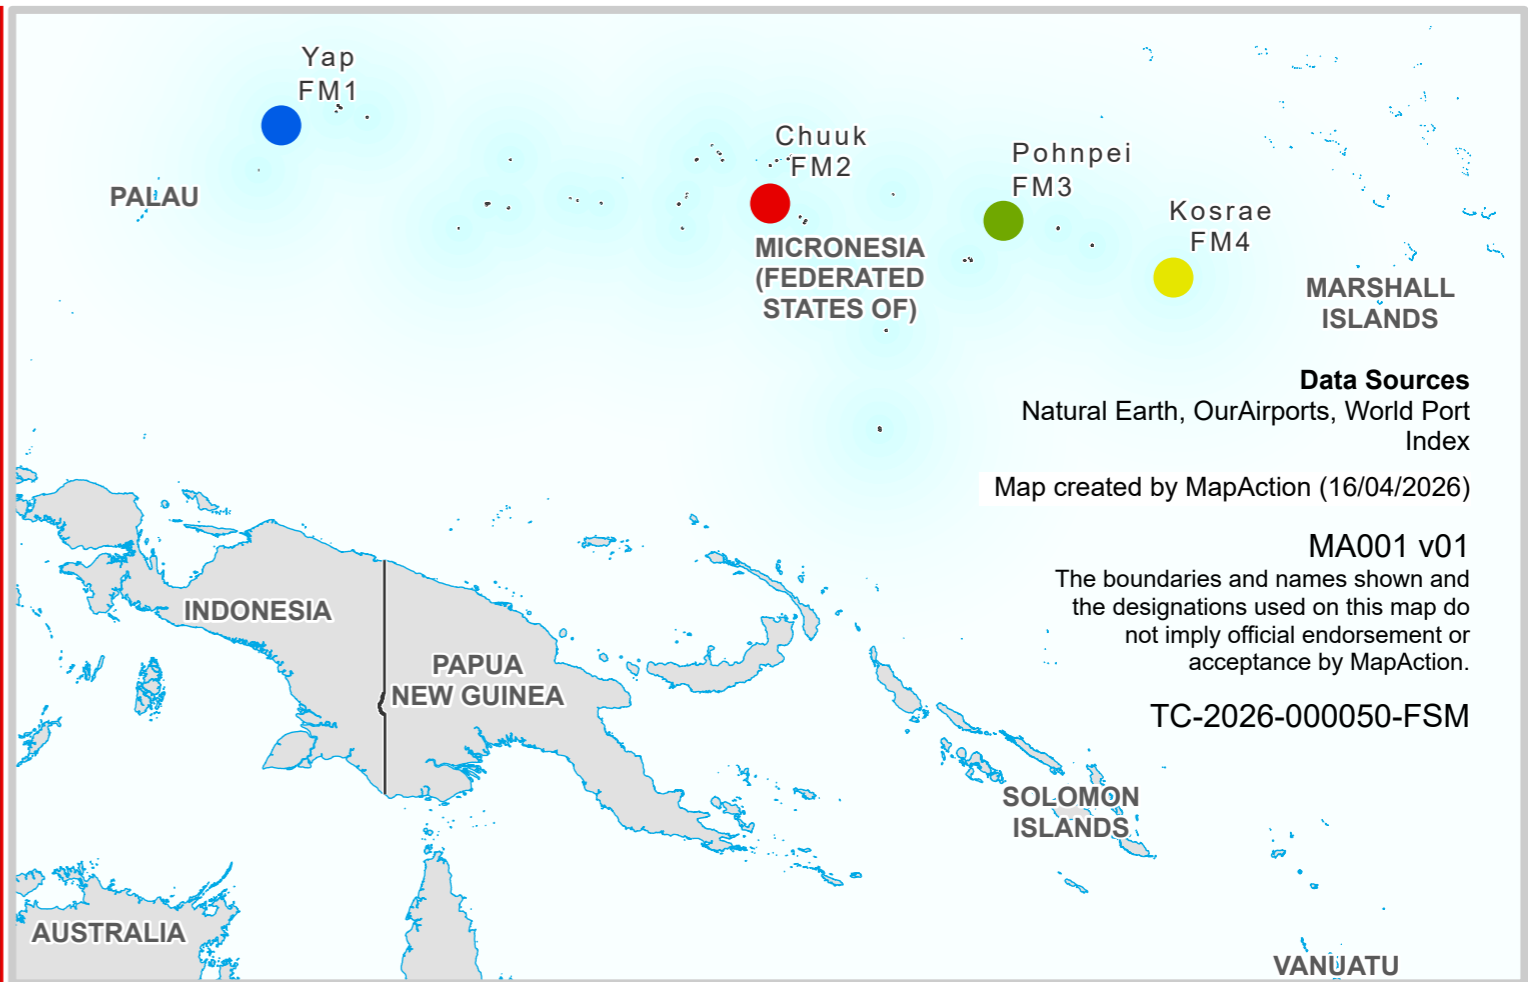 Yap
FM1
Chuuk
FM2
Pohnpei
FM3
Kosrae
FM4
PALAU
MICRONESIA
(FEDERATED
STATES OF)
MARSHALL
ISLANDS
Data Sources
Natural Earth, OurAirports, World Port
Index
Map created by MapAction (16/04/2026)
MA001 v01
The boundaries and names shown and
the designations used on this map do
not imply official endorsement or
acceptance by MapAction.
TC-2026-000050-FSM
INDONESIA
PAPUA
NEW GUINEA
SOLOMON
ISLANDS
AUSTRALIA
VANUATU